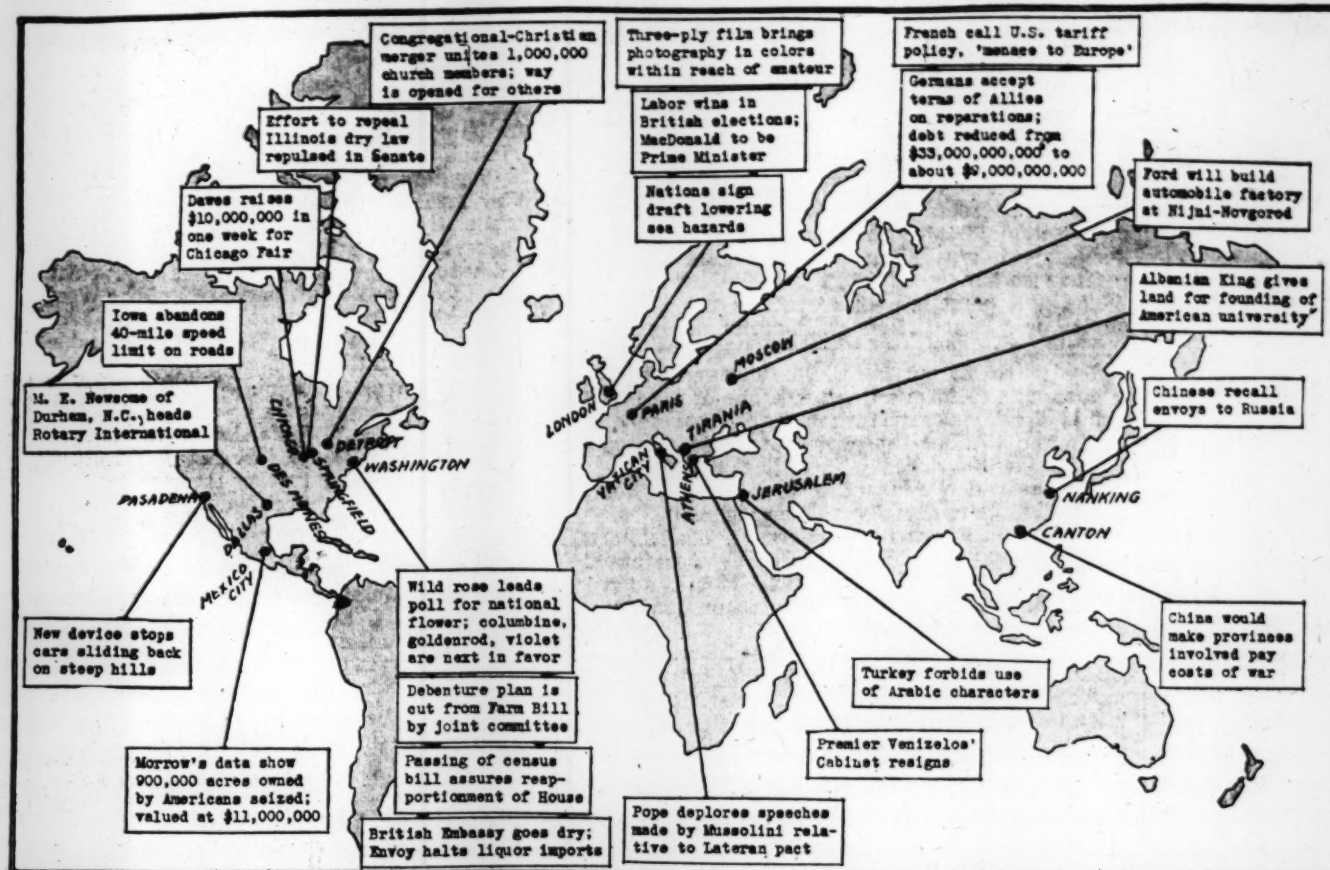 Congregational-Christian
merger unites 1,000,000
church members; way
is opened for others
Three-ply film brings
photography in colors
within reach of amateur
French call U.S. tariff
policy, 'menace to Europe'
Effort to repeal
Illinois dry law
repulsed in Senate
Labor wins in
British elections;
MacDonald to be
Prime Minister
Germans accept
terms of Allies
on reparations;
debt reduced from
$33,000,000,000 to
about $9,000,000,000
Dawes raises
$10,000,000 in
one week for
Chicago Fair
Nations sign
draft lowering
sea hazards
Ford will build
automobile factory
at Nijni-Novgorod
Iowa abandons
40-mile speed
limit on roads
Albanian King gives
land for founding of
American university
M. E. Newsome of
Durham, N.C., heads
Rotary International
Chinese recall
envoys to Russia
CHICAGO
SPRINGFIELD
DETROIT
WASHINGTON
DES MOINES
PASADENA
DALLAS
MEXICO
CITY
LONDON
PARIS
MOSCOW
VATICAN
CITY
TIRANIA
ATHENS
JERUSALEM
NANKING
CANTON
New device stops
cars sliding back
on steep hills
Wild rose leads
poll for national
flower; columbine,
goldenrod, violet
are next in favor
China would
make provinces
involved pay
costs of war
Turkey forbids use
of Arabic characters
Debenture plan is
cut from Farm Bill
by joint committee
Premier Venizelos'
Cabinet resigns
Morrow's data show
900,000 acres owned
by Americans seized;
valued at $11,000,000
Passing of census
bill assures reap-
portionment of House
Pope deplores speeches
made by Mussolini rela-
tive to Lateran pact
British Embassy goes dry;
Envoy halts liquor imports